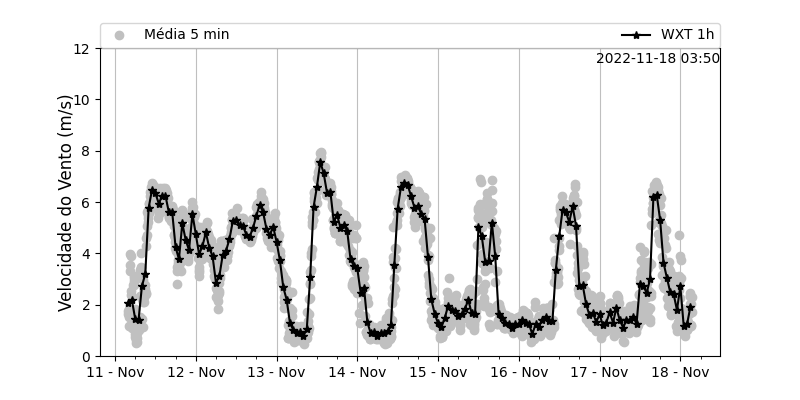 Média 5 min
WXT 1h
2022-11-18 03:50
Velocidade do Vento (m/s)
12
10
8
6
4
2
0
11 - Nov
12 - Nov
13 - Nov
14 - Nov
15 - Nov
16 - Nov
17 - Nov
18 - Nov